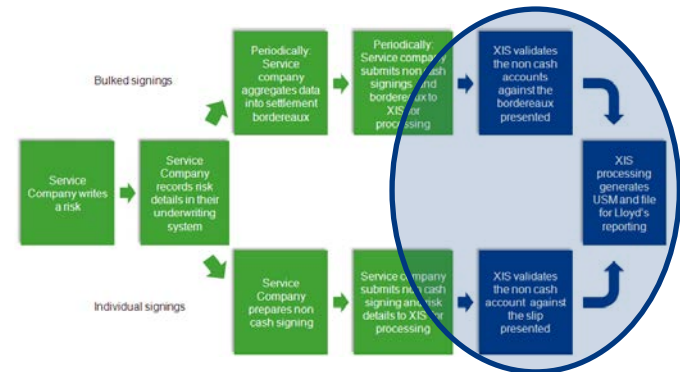 Bulked signings
Periodically:
Service
company
aggregates data
into settlement
bordereaux
Periodically:
Service company
submits non cash
signings, and
bordereaux to
XIS for
processing
XIS validates
the non cash
accounts
against the
bordereaux
presented
Service
Company writes
a risk
Service
Company
records risk
details in their
underwriting
system
XIS
processing
generates
USM and file
for Lloyd's
reporting
Individual signings
Service
Company
prepares non
cash signing
Service company
submits non cash
signing and risk
details to XIS for
processing
XIS validates
the non cash
account against
the slip
presented